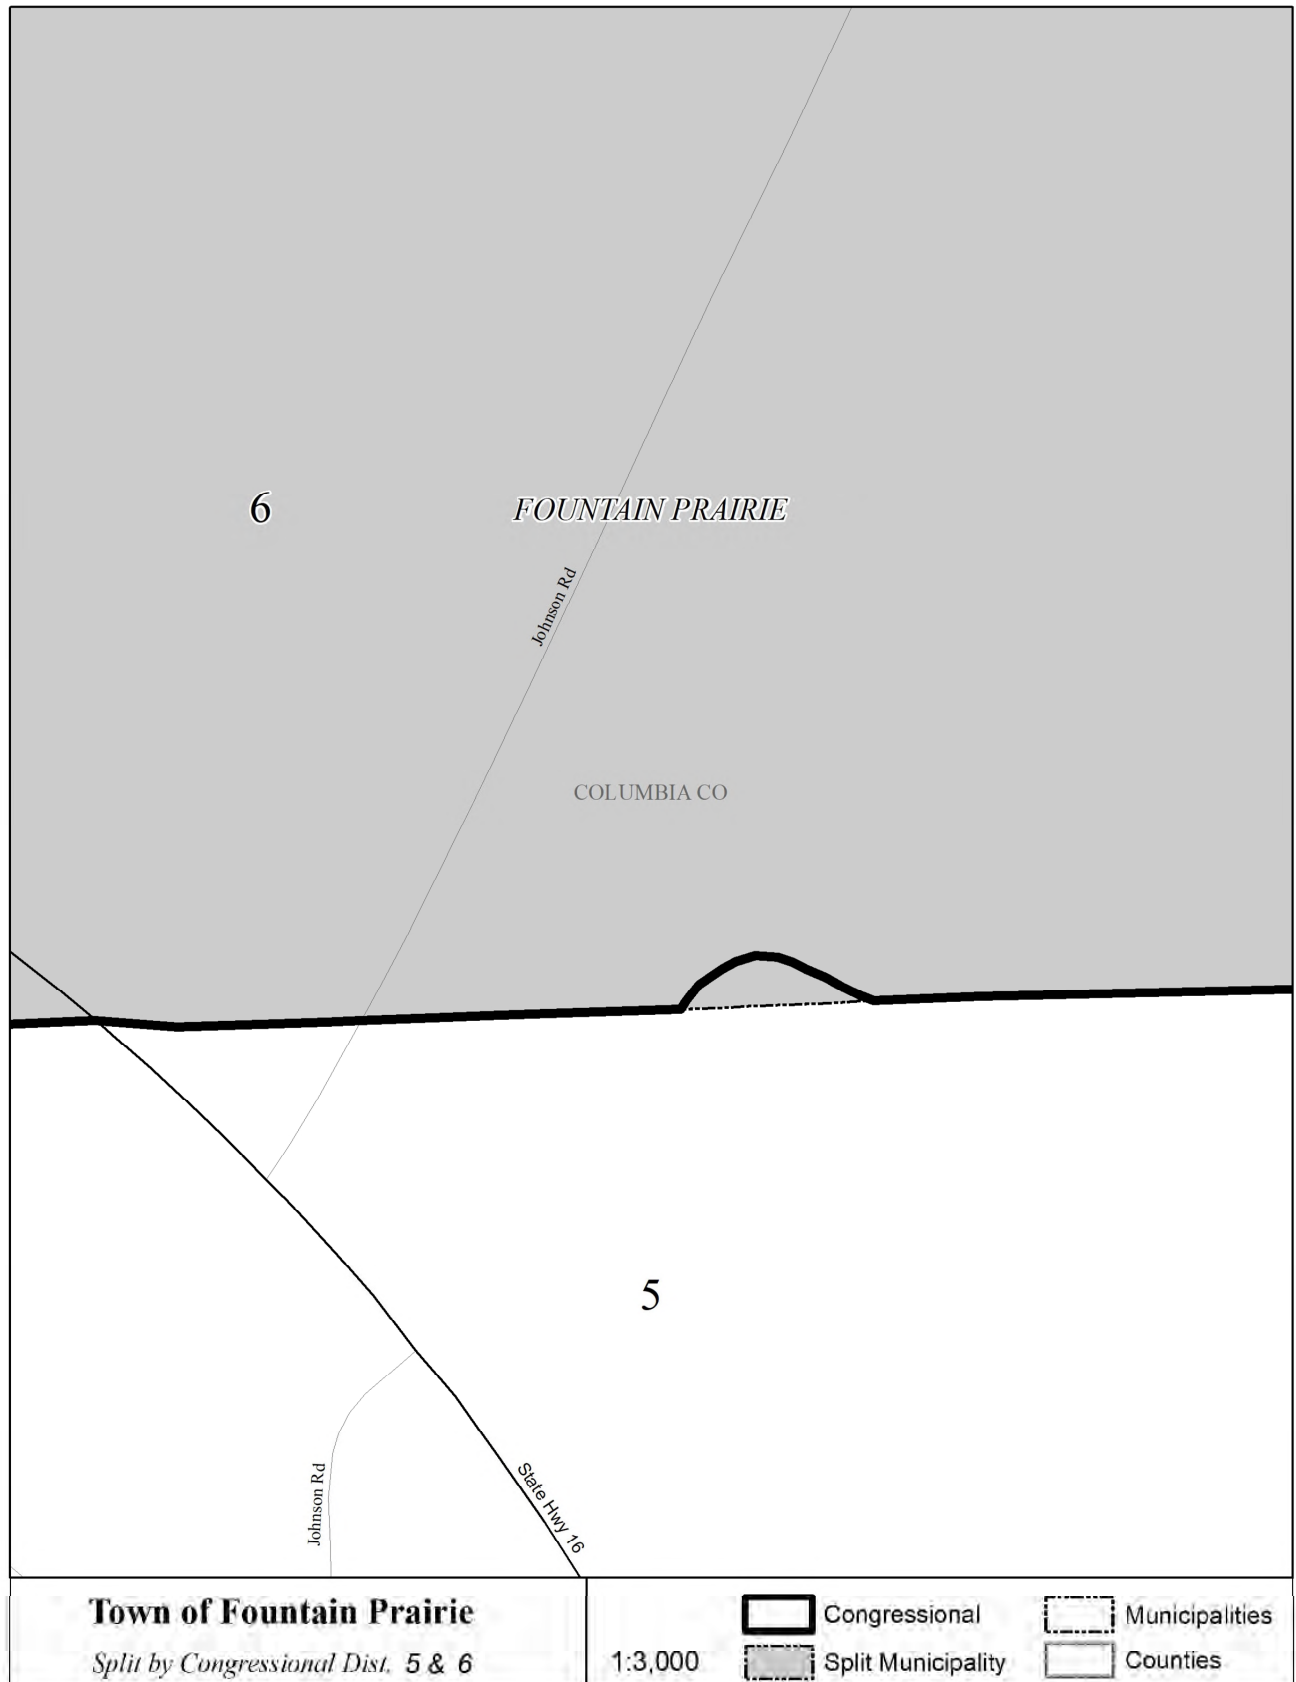 6
FOUNTAIN PRAIRIE
Johnson Rd
COLUMBIA CO
5
Johnson Rd
State Hwy 16
Town of Fountain Prairie
Split by Congressional Dist. 5 & 6
1:3,000
Congressional
Split Municipality
Municipalities
Counties